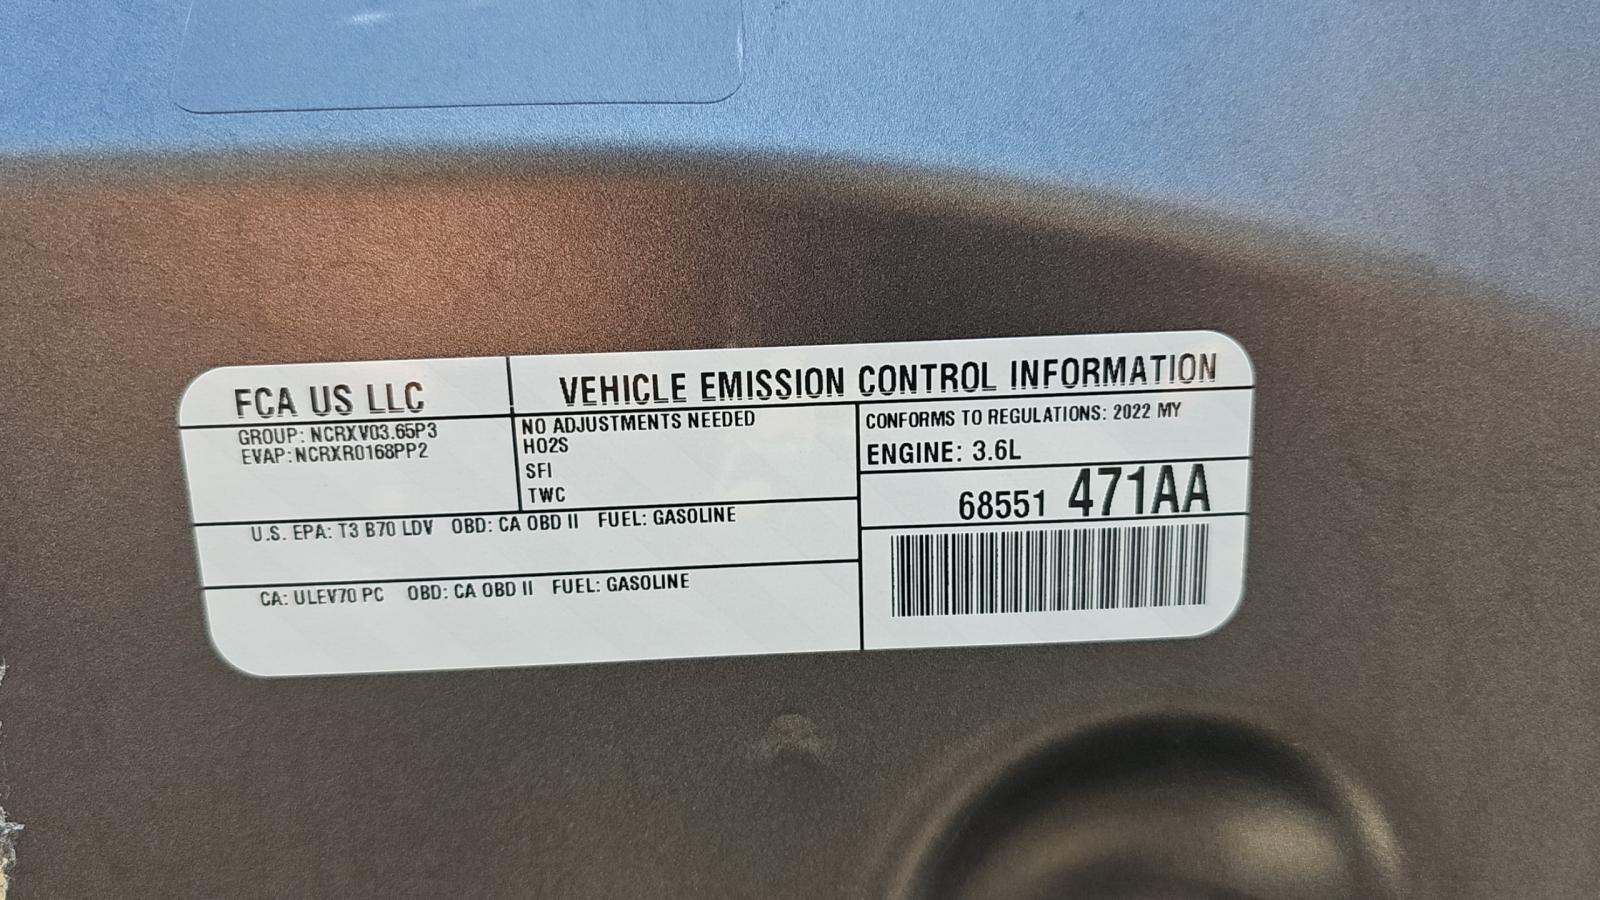 FCA US LLC
VEHICLE EMISSION CONTROL INFORMATION
GROUP: NCRXV03.65P3
EVAP: NCRXR0168PP2
NO ADJUSTMENTS NEEDED
HO2S
SFI
TWC
CONFORMS TO REGULATIONS: 2022 MY
ENGINE: 3.6L
68551 471AA
U.S. EPA: T3 B70 LDV OBD: CA OBD II FUEL: GASOLINE
CA: ULEV70 PC OBD: CA OBD II FUEL: GASOLINE